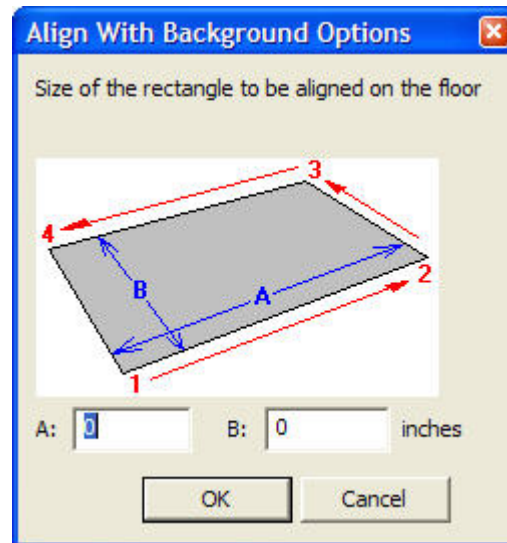 Align With Background Options
Size of the rectangle to be aligned on the floor
3
4
B
A
2
1
A: 0 B: 0 inches
OK Cancel